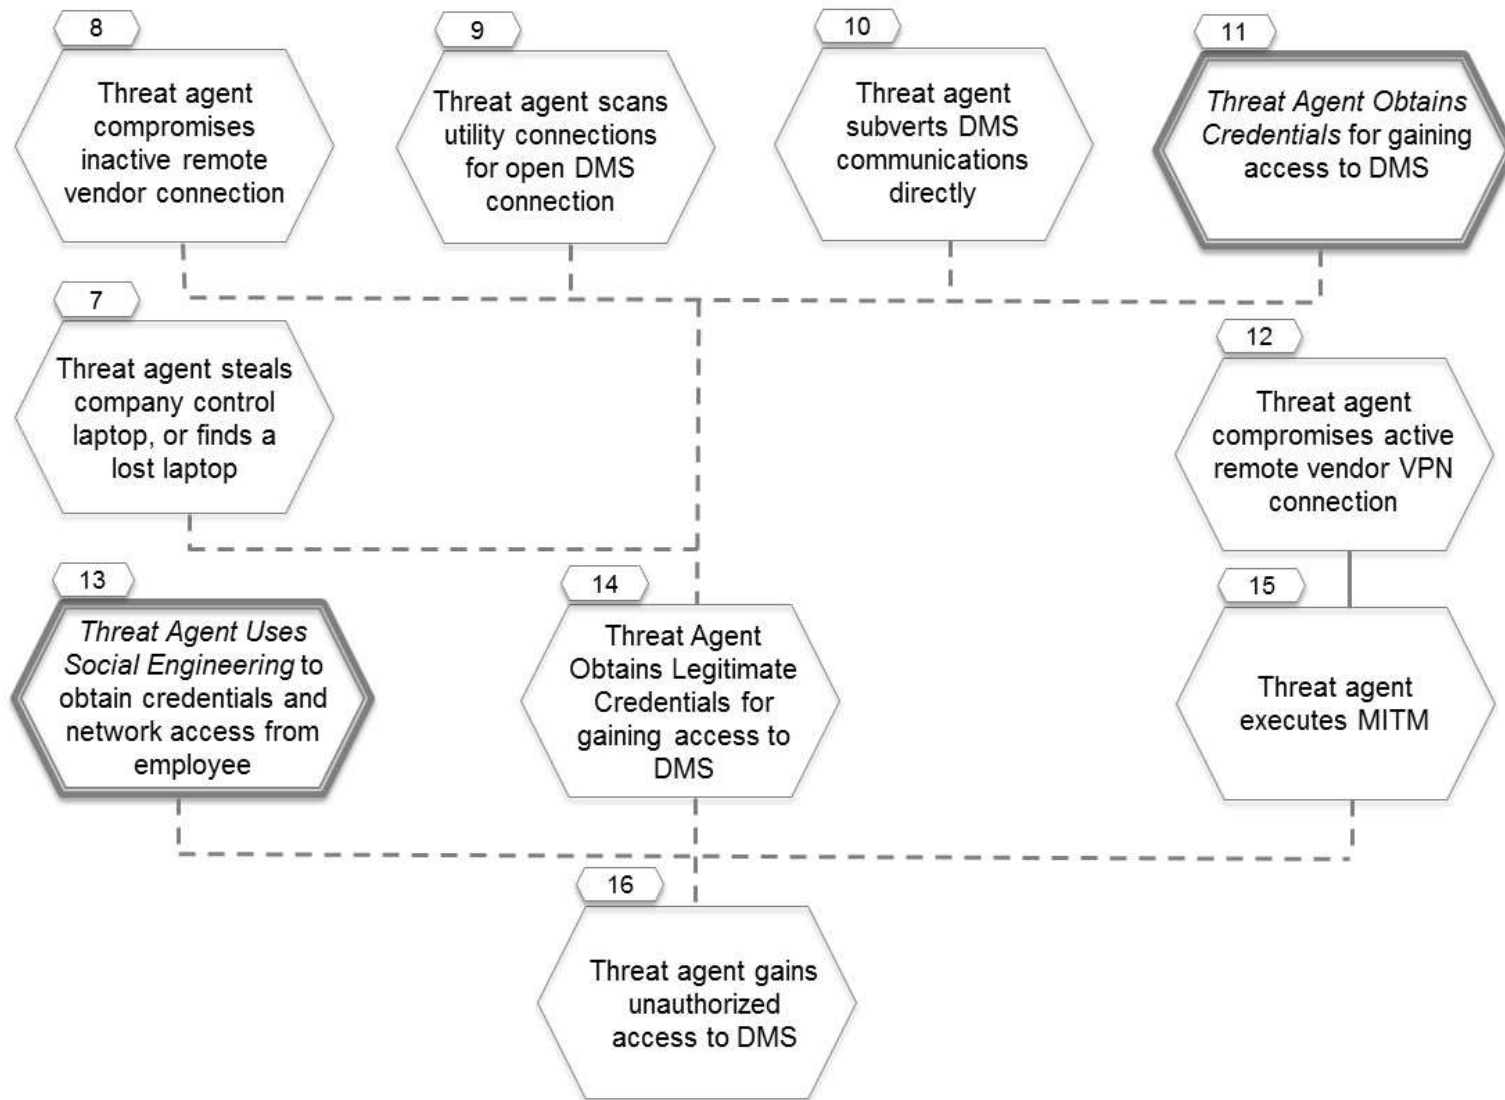 8
Threat agent
compromises
inactive remote
vendor connection
9
Threat agent scans
utility connections
for open DMS
connection
10
Threat agent
subverts DMS
communications
directly
11
Threat Agent Obtains
Credentials for gaining
access to DMS
7
Threat agent steals
company control
laptop, or finds a
lost laptop
12
Threat agent
compromises active
remote vendor VPN
connection
13
Threat Agent Uses
Social Engineering to
obtain credentials and
network access from
employee
14
Threat Agent
Obtains Legitimate
Credentials for
gaining access to
DMS
15
Threat agent
executes MITM
16
Threat agent gains
unauthorized
access to DMS